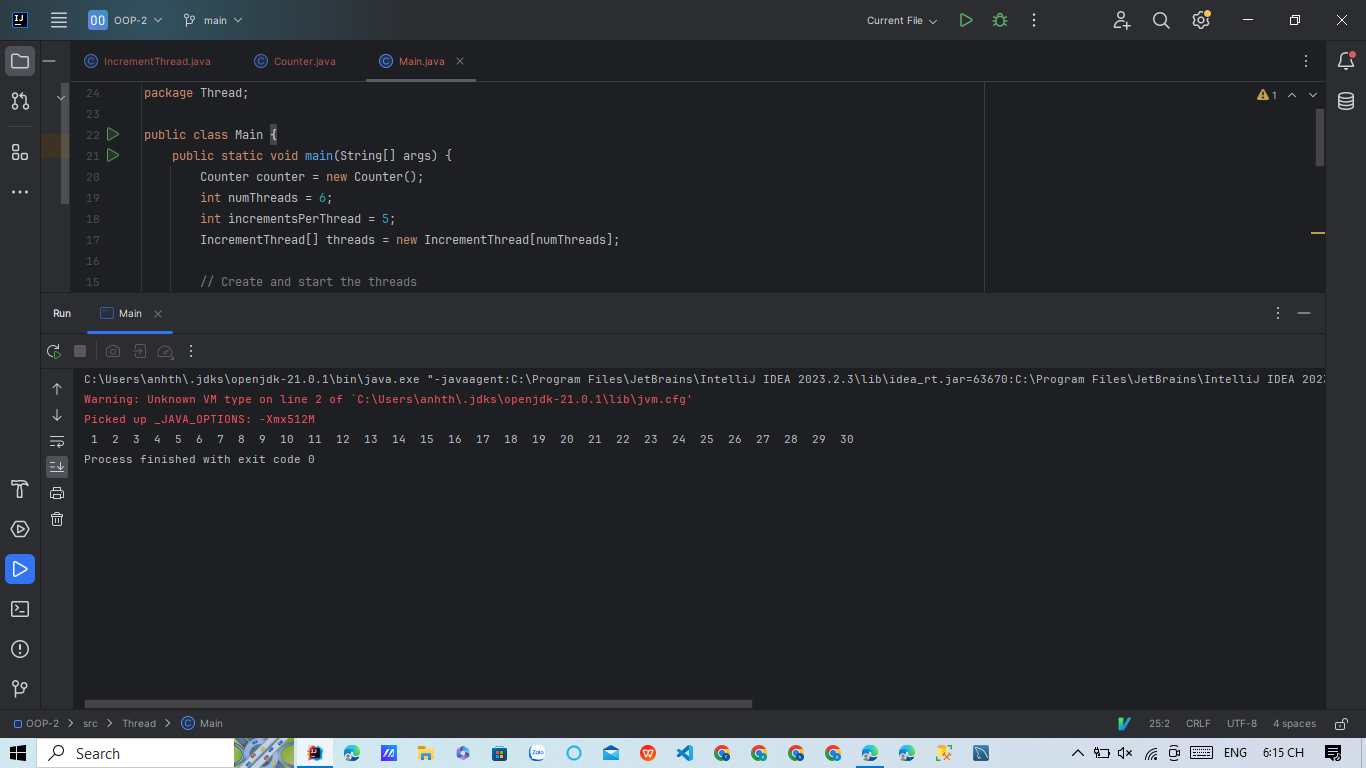 OO OOP-2 main Current File
IncrementThread.java Counter.java Main.java
1
24 package Thread;
23
22 public class Main {
21 public static void main(String[] args) {
20 Counter counter = new Counter();
19 int numThreads = 6;
18 int incrementsPerThread = 5;
17 IncrementThread[] threads = new IncrementThread[numThreads];
16
15 // Create and start the threads
Run Main
C:\Users\anhth\.jdks\openjdk-21.0.1\bin\java.exe "-javaagent:C:\Program Files\JetBrains\IntelliJ IDEA 2023.2.3\lib\idea_rt.jar=63670:C:\Program Files\JetBrains\IntelliJ IDEA 202
Warning: Unknown VM type on line 2 of `C:\Users\anhth\.jdks\openjdk-21.0.1\lib\jvm.cfg'
Picked up _JAVA_OPTIONS: -Xmx512M
1 2 3 4 5 6 7 8 9 10 11 12 13 14 15 16 17 18 19 20 21 22 23 24 25 26 27 28 29 30
Process finished with exit code 0
OOP-2 src Thread Main 25:2 CRLF UTF-8 4 spaces
Search Zalo ENG 6:15 CH